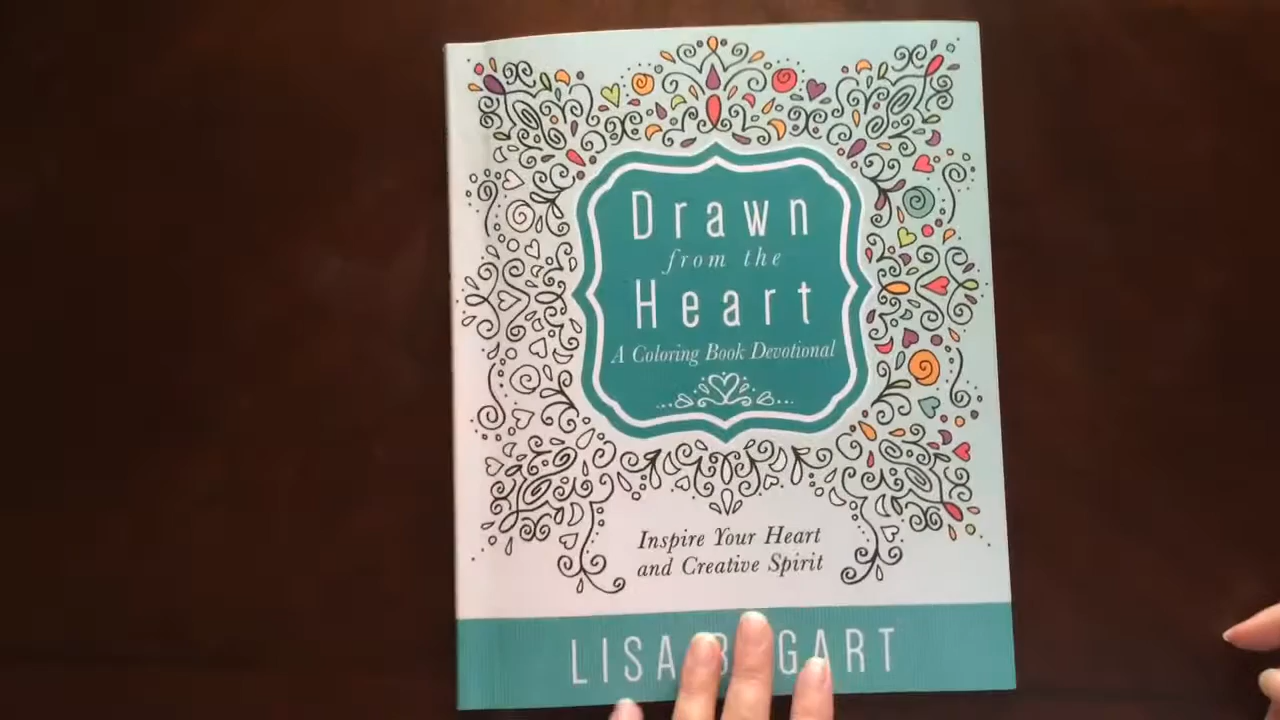 Drawn
from the
Heart
A Coloring Book Devotional
Inspire Your Heart
and Creative Spirit
LISA